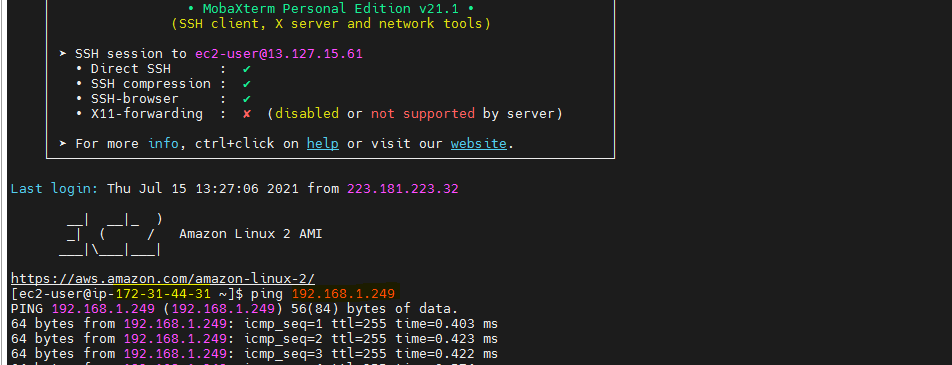 • MobaXterm Personal Edition v21.1 •
(SSH client, X server and network tools)
➤ SSH session to ec2-user@13.127.15.61
• Direct SSH : ✔
• SSH compression : ✔
• SSH-browser : ✔
• X11-forwarding : ✘ (disabled or not supported by server)
➤ For more info, ctrl+click on help or visit our website.
Last login: Thu Jul 15 13:27:06 2021 from 223.181.223.32
__| __|_ )
_| ( / Amazon Linux 2 AMI
___|\___|___|
https://aws.amazon.com/amazon-linux-2/
[ec2-user@ip-172-31-44-31 ~]$ ping 192.168.1.249
PING 192.168.1.249 (192.168.1.249) 56(84) bytes of data.
64 bytes from 192.168.1.249: icmp_seq=1 ttl=255 time=0.403 ms
64 bytes from 192.168.1.249: icmp_seq=2 ttl=255 time=0.423 ms
64 bytes from 192.168.1.249: icmp_seq=3 ttl=255 time=0.422 ms